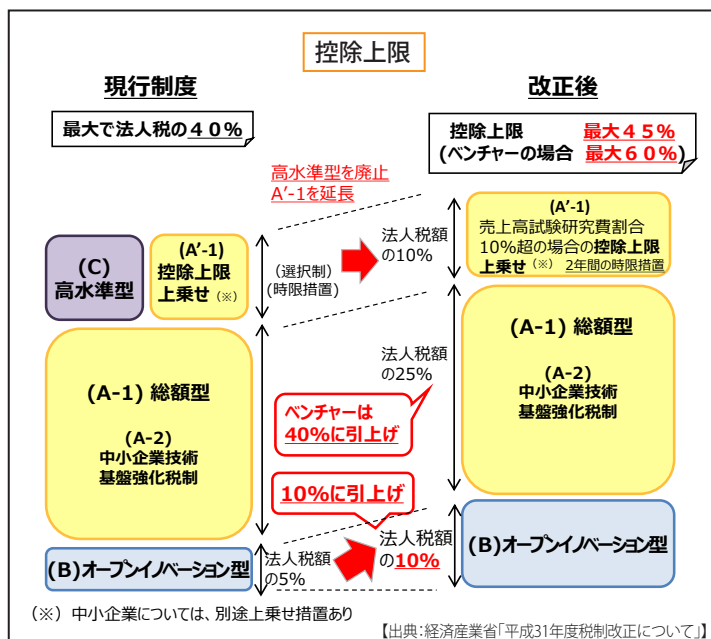 控除上限
現行制度
最大で法人税の40%
改正後
控除上限 最大45%
(ベンチャーの場合 最大60%)
高水準型を廃止
A'-1を延長
(C)
高水準型
(A'-1)
控除上限
上乗せ(※)
(選択制)
(時限措置)
法人税額
の10%
(A'-1)
売上高試験研究費割合
10%超の場合の控除上限
上乗せ(※) 2年間の時限措置
(A-1) 総額型
(A-2)
中小企業技術
基盤強化税制
法人税額
の25%
ベンチャーは
40%に引上げ
(A-1) 総額型
(A-2)
中小企業技術
基盤強化税制
10%に引上げ
(B)オープンイノベーション型
法人税額
の5%
法人税額
の10%
(B)オープンイノベーション型
(※) 中小企業については、別途上乗せ措置あり
【出典:経済産業省「平成31年度税制改正について」】